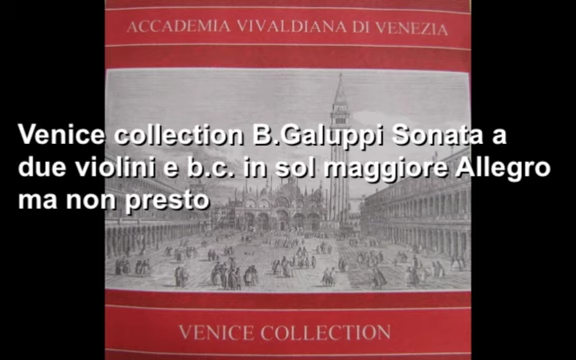 ACCADEMIA VIVALDIANA DI VENEZIA
Venice collection B.Galuppi Sonata a
due violini e b.c. in sol maggiore Allegro
ma non presto
VENICE COLLECTION